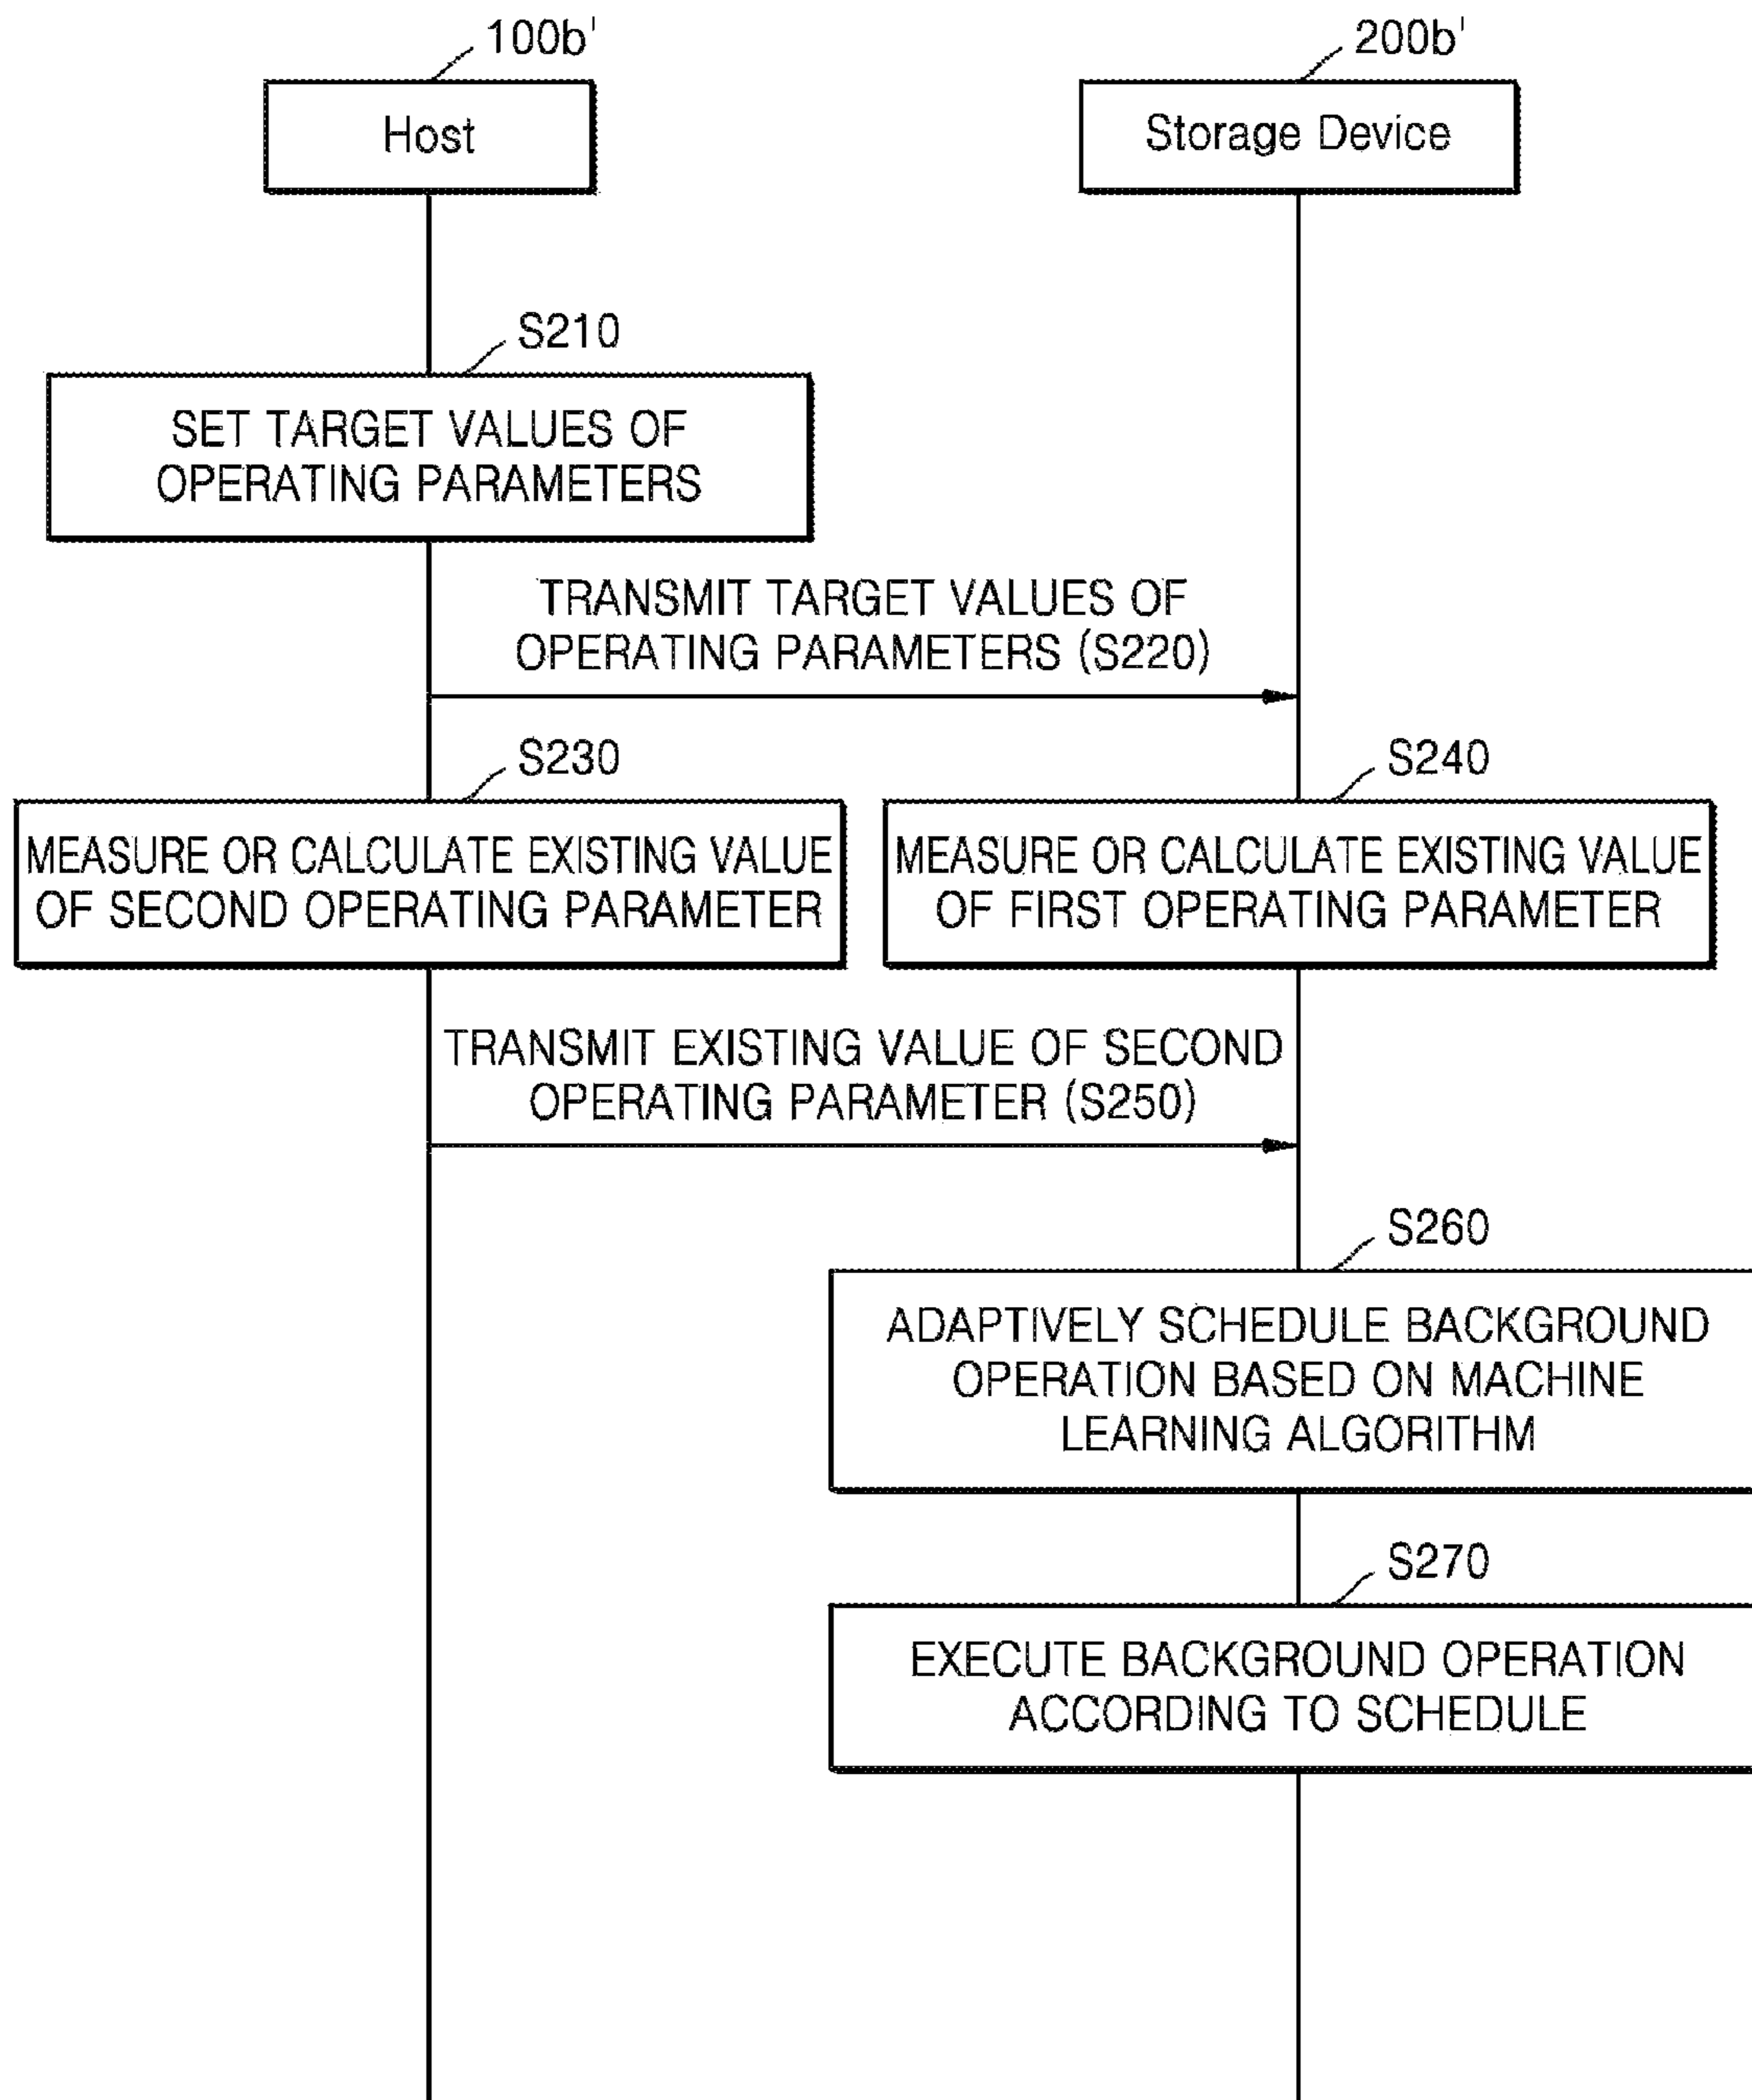 100b'
200b'
Host
Storage Device
S210
SET TARGET VALUES OF
OPERATING PARAMETERS
TRANSMIT TARGET VALUES OF
OPERATING PARAMETERS (S220)
S230
S240
MEASURE OR CALCULATE EXISTING VALUE
OF SECOND OPERATING PARAMETER
MEASURE OR CALCULATE EXISTING VALUE
OF FIRST OPERATING PARAMETER
TRANSMIT EXISTING VALUE OF SECOND
OPERATING PARAMETER (S250)
S260
ADAPTIVELY SCHEDULE BACKGROUND
OPERATION BASED ON MACHINE
LEARNING ALGORITHM
S270
EXECUTE BACKGROUND OPERATION
ACCORDING TO SCHEDULE